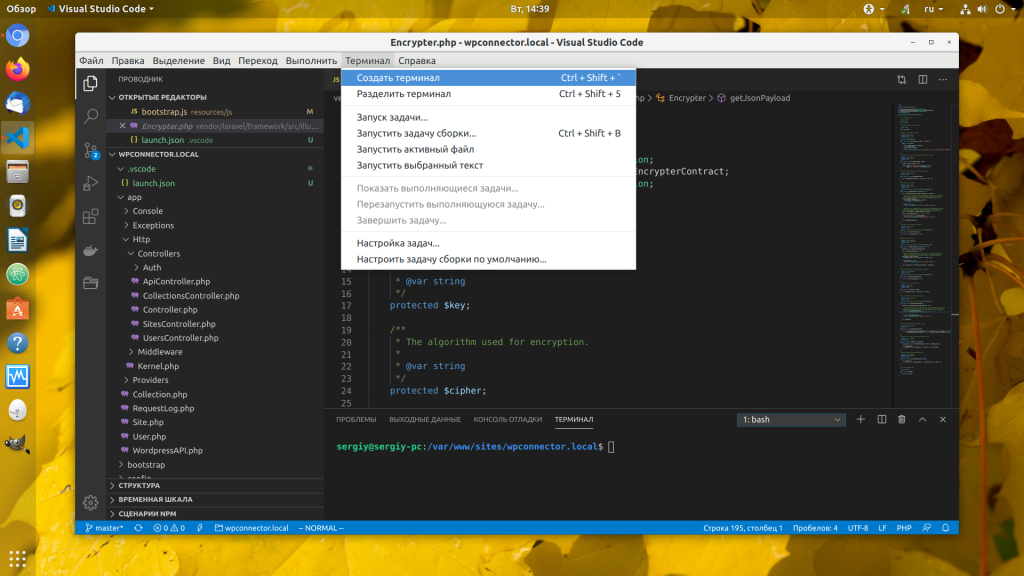 Обзор Visual Studio Code Вт, 14:39 ru
Encrypter.php - wpconnector.local - Visual Studio Code
Файл Правка Выделение Вид Переход Выполнить Терминал Справка
ПРОВОДНИК
ОТКРЫТЫЕ РЕДАКТОРЫ
JS bootstrap.js resources/js M
Encrypter.php vendor/laravel/framework/src/Illu...
{} launch.json .vscode U
WPCONNECTOR.LOCAL
.vscode
{} launch.json U
app
Console
Exceptions
Http
Controllers
Auth
ApiController.php
CollectionsController.php
Controller.php
SitesController.php
UsersController.php
Middleware
Kernel.php
Providers
Collection.php
RequestLog.php
Site.php
User.php
WordpressAPI.php
bootstrap
СТРУКТУРА
ВРЕМЕННАЯ ШКАЛА
СЦЕНАРИИ NPM
2
JS
Создать терминал Ctrl + Shift + `
Разделить терминал Ctrl + Shift + 5
Запуск задачи...
Запустить задачу сборки... Ctrl + Shift + B
Запустить активный файл
Запустить выбранный текст
Показать выполняющиеся задачи...
Перезапустить выполняющуюся задачу...
Завершить задачу...
Настройка задач...
Настроить задачу сборки по умолчанию...
ve hp Encrypter getJsonPayload
on;
EncrypterContract;
on;
14
15 * @var string
16 */
17 protected $key;
18
19 /**
20 * The algorithm used for encryption.
21 *
22 * @var string
23 */
24 protected $cipher;
25
ПРОБЛЕМЫ ВЫХОДНЫЕ ДАННЫЕ КОНСОЛЬ ОТЛАДКИ ТЕРМИНАЛ 1: bash
sergiy@sergiy-pc:/var/www/sites/wpconnector.local$
master* 0 0 wpconnector.local -- NORMAL -- Строка 195, столбец 1 Пробелов: 4 UTF-8 LF PHP